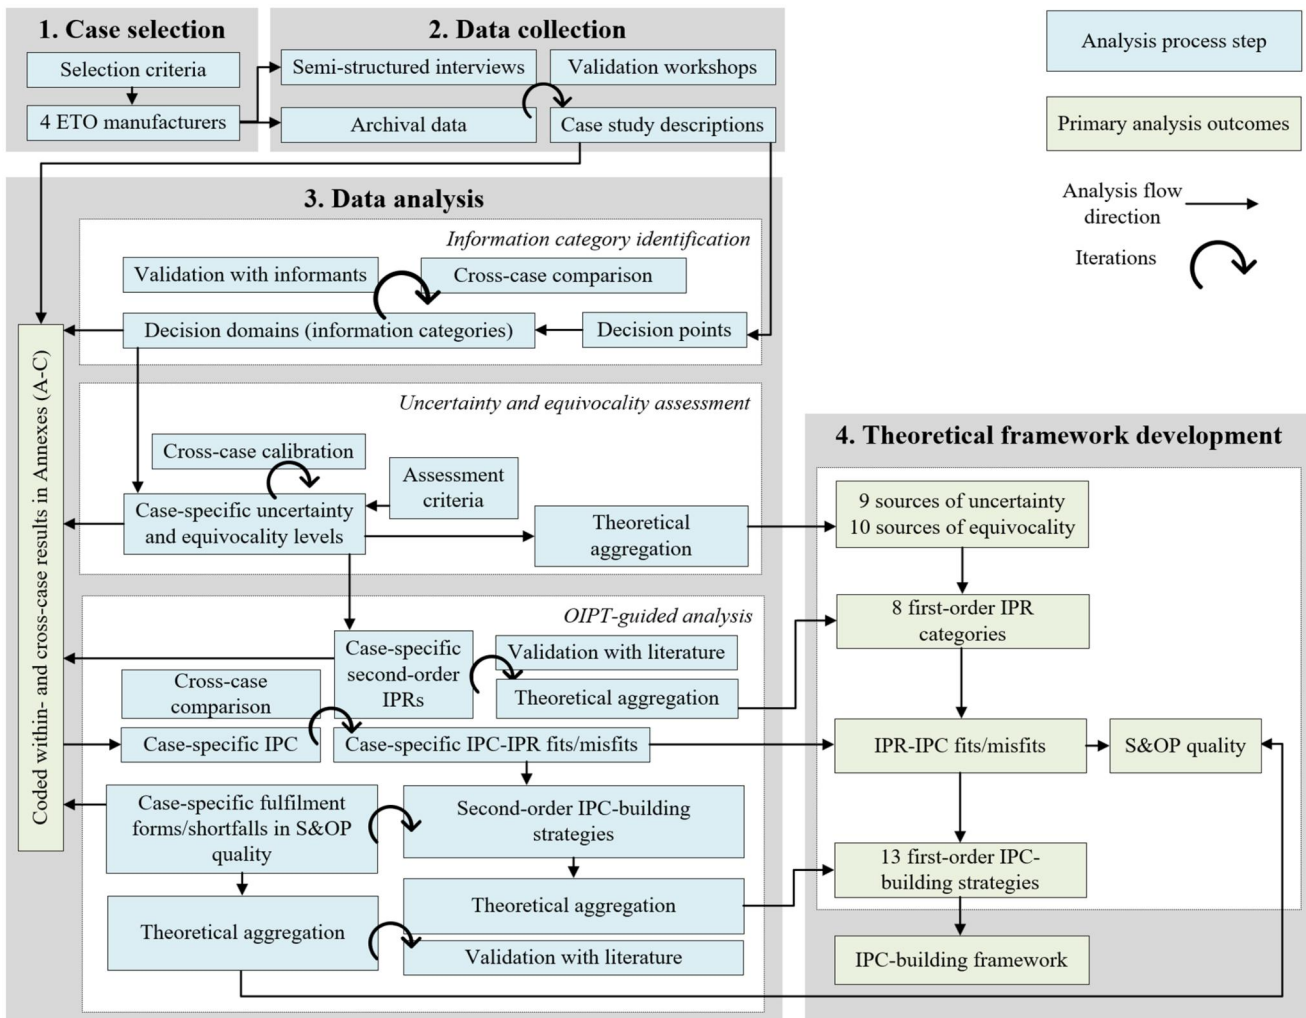 1. Case selection
Selection criteria
4 ETO manufacturers
2. Data collection
Semi-structured interviews
Validation workshops
Archival data
Case study descriptions
Analysis process step
Primary analysis outcomes
Analysis flow
direction
Iterations
3. Data analysis
Information category identification
Validation with informants
Cross-case comparison
Decision domains (information categories)
Decision points
Coded within- and cross-case results in Annexes (A-C)
Uncertainty and equivocality assessment
Cross-case calibration
Assessment
criteria
Case-specific uncertainty
and equivocality levels
Theoretical
aggregation
OIPT-guided analysis
Case-specific
second-order
IPRs
Validation with literature
Theoretical aggregation
Cross-case
comparison
Case-specific IPC
Case-specific IPC-IPR fits/misfits
Case-specific fulfilment
forms/shortfalls in S&OP
quality
Second-order IPC-building
strategies
Theoretical aggregation
Theoretical aggregation
Validation with literature
4. Theoretical framework development
9 sources of uncertainty
10 sources of equivocality
8 first-order IPR
categories
IPR-IPC fits/misfits
S&OP quality
13 first-order IPC-
building strategies
IPC-building framework